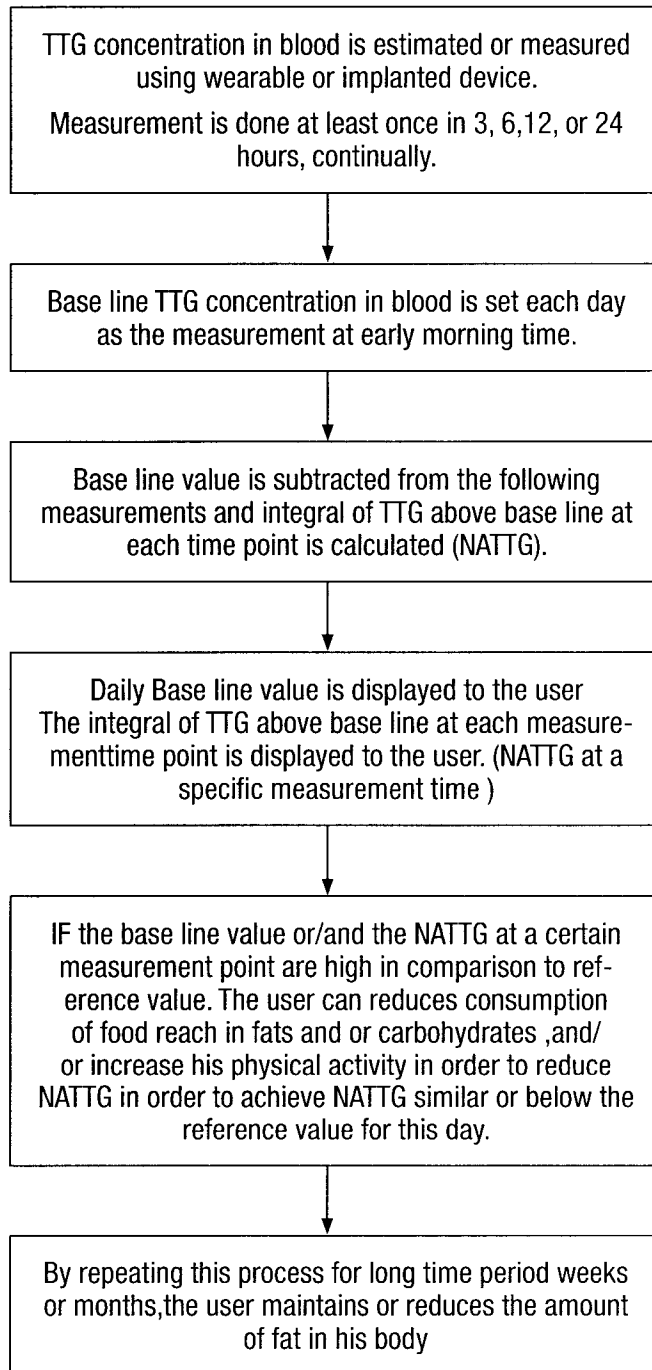 TTG concentration in blood is estimated or measured
using wearable or implanted device.
Measurement is done at least once in 3, 6,12, or 24
hours, continually.
Base line TTG concentration in blood is set each day
as the measurement at early morning time.
Base line value is subtracted from the following
measurements and integral of TTG above base line at
each time point is calculated (NATTG).
Daily Base line value is displayed to the user
The integral of TTG above base line at each measure-
menttime point is displayed to the user. (NATTG at a
specific measurement time )
IF the base line value or/and the NATTG at a certain
measurement point are high in comparison to ref-
erence value. The user can reduces consumption
of food reach in fats and or carbohydrates ,and/
or increase his physical activity in order to reduce
NATTG in order to achieve NATTG similar or below the
reference value for this day.
By repeating this process for long time period weeks
or months,the user maintains or reduces the amount
of fat in his body